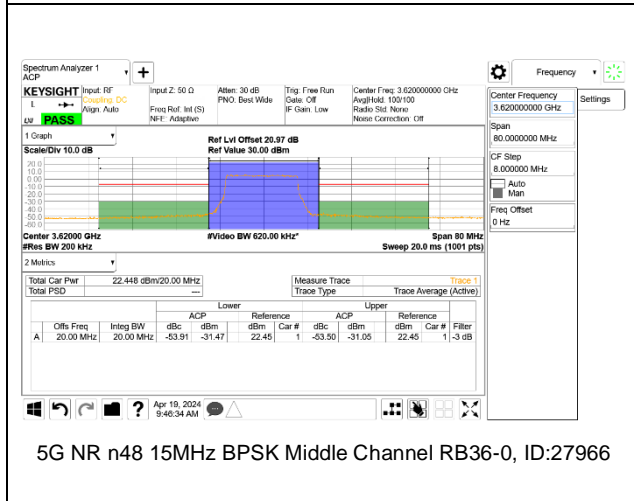 Spectrum Analyzer 1
ACP
Frequency
Settings
KEYSIGHT
Input: RF
Coupling: DC
Align: Auto
Input Z: 50 Ω
Freq Ref: Int (S)
NFE: Adaptive
Atten: 30 dB
PNO: Best Wide
Trig: Free Run
Gate: Off
IF Gain: Low
Center Freq: 3.620000000 GHz
Avg|Hold: 100/100
Radio Std: None
Noise Correction: Off
L
PASS
Center Frequency
3.620000000 GHz
Span
80.0000000 MHz
CF Step
8.000000 MHz
Auto
Man
Freq Offset
0 Hz
1 Graph
Scale/Div 10.0 dB
Ref Lvl Offset 20.97 dB
Ref Value 30.00 dBm
20.0
10.0
0.00
-10.0
-20.0
-30.0
-40.0
-50.0
-60.0
Center 3.62000 GHz
#Video BW 620.00 kHz*
Span 80 MHz
#Res BW 200 kHz
Sweep 20.0 ms (1001 pts)
2 Metrics
Total Car Pwr 22.448 dBm/20.00 MHz
Total PSD ---
Measure Trace Trace 1
Trace Type Trace Average (Active)
Lower Upper
ACP Reference ACP Reference
Offs Freq Integ BW dBc dBm dBm Car # dBc dBm dBm Car # Filter
A 20.00 MHz 20.00 MHz -53.91 -31.47 22.45 1 -53.50 -31.05 22.45 1 -3 dB
Apr 19, 2024
9:46:34 AM
5G NR n48 15MHz BPSK Middle Channel RB36-0, ID:27966